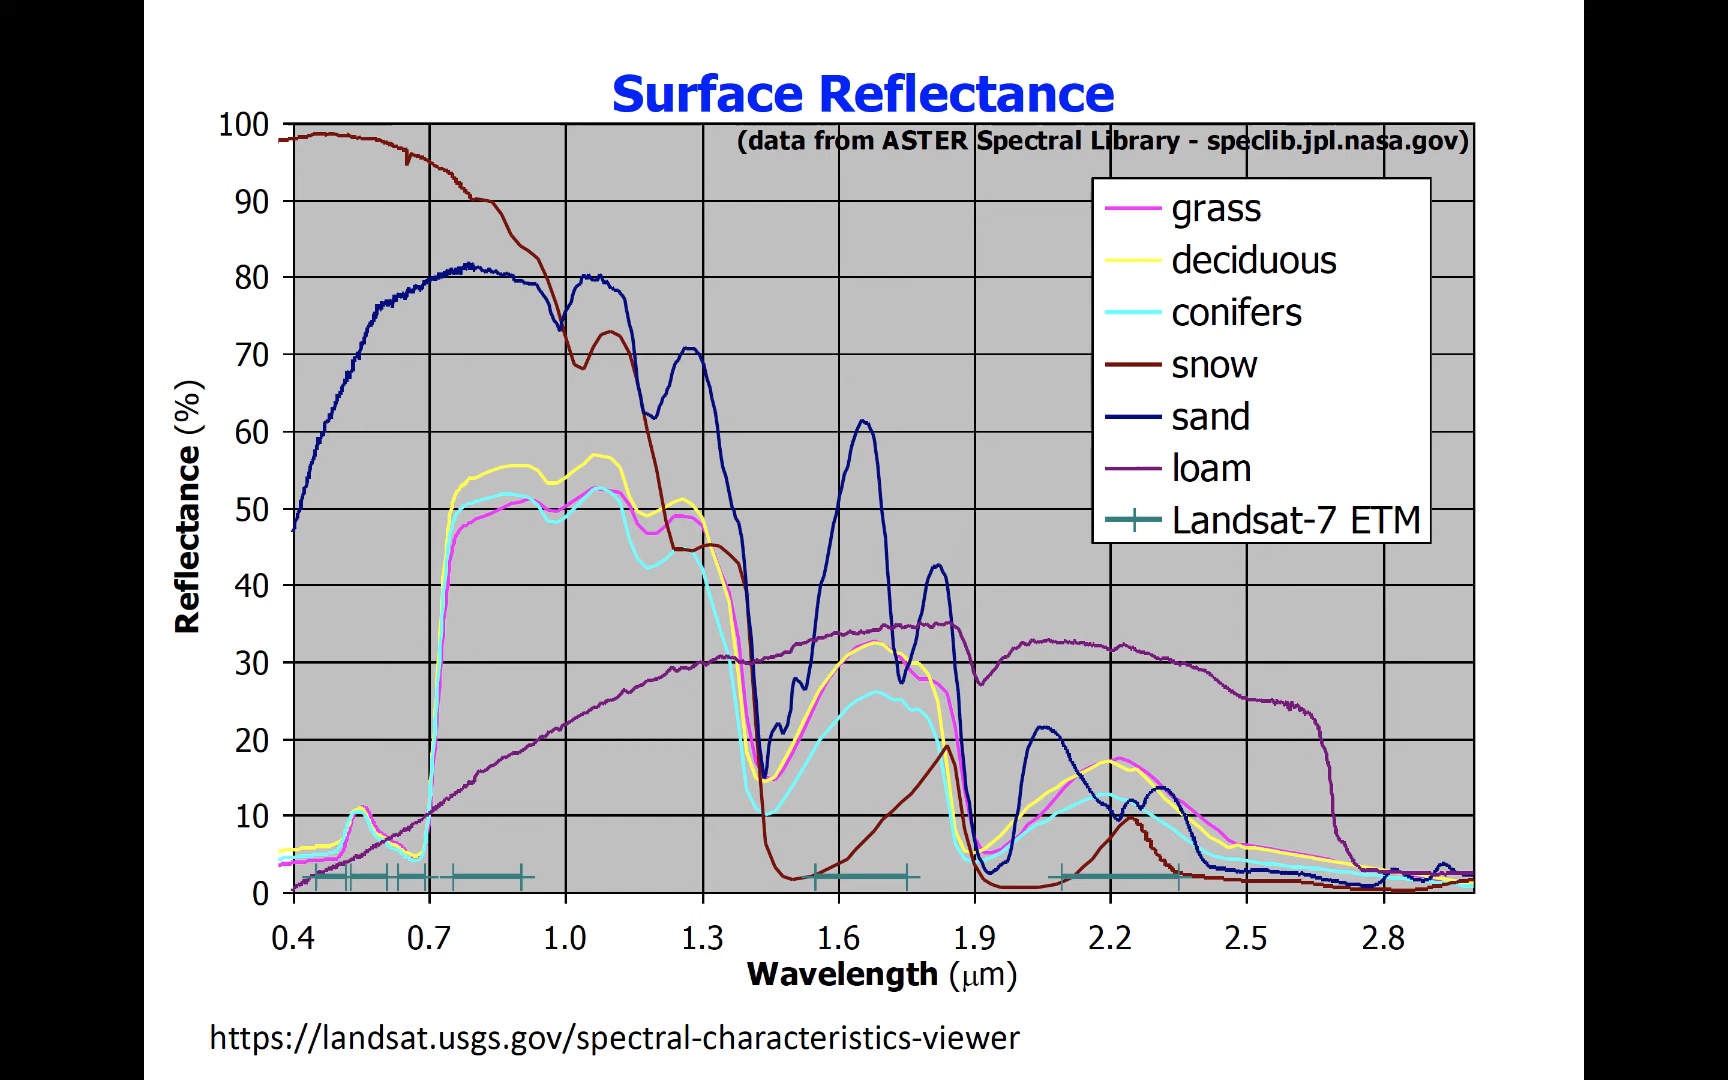 Surface Reflectance
(data from ASTER Spectral Library - speclib.jpl.nasa.gov)
100
90
80
70
60
50
40
30
20
10
0
Reflectance (%)
grass
deciduous
conifers
snow
sand
loam
Landsat-7 ETM
0.4 0.7 1.0 1.3 1.6 1.9 2.2 2.5 2.8
Wavelength (μm)
https://landsat.usgs.gov/spectral-characteristics-viewer